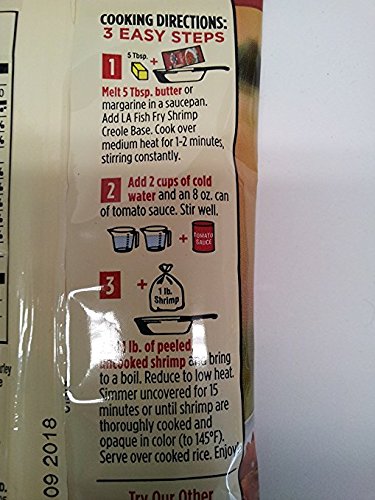 COOKING DIRECTIONS:
3 EASY STEPS
1
5 Tbsp.
+
Melt 5 Tbsp. butter or
margarine in a saucepan.
Add LA Fish Fry Shrimp
Creole Base. Cook over
medium heat for 1-2 minutes,
stirring constantly.
2
Add 2 cups of cold
water and an 8 oz. can
of tomato sauce. Stir well.
+
TOMATO
SAUCE
3
+
1 lb.
Shrimp
1 lb. of peeled,
uncooked shrimp and bring
to a boil. Reduce to low heat.
Simmer uncovered for 15
minutes or until shrimp are
thoroughly cooked and
opaque in color (to 145°F).
Serve over cooked rice. Enjoy!
Try Our Other
09 2018